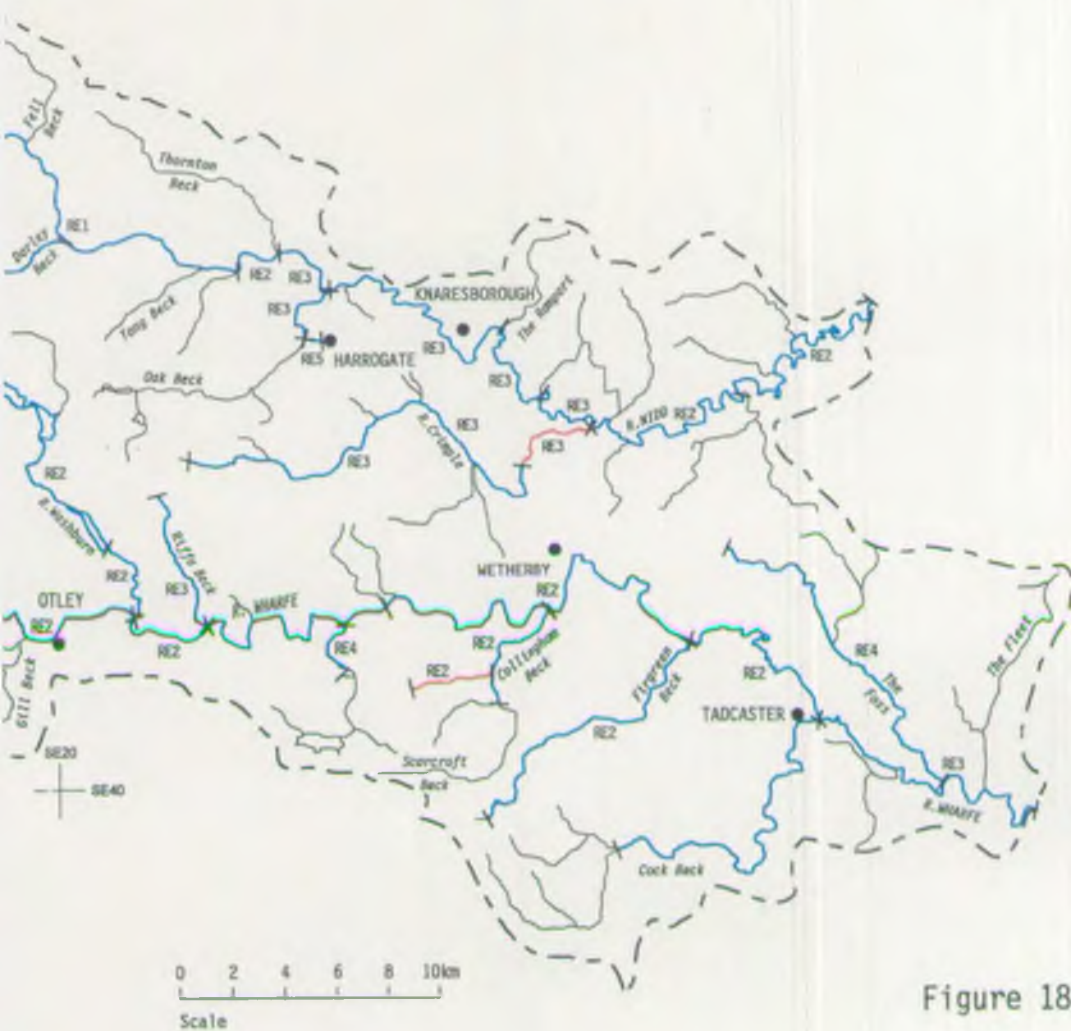 Fell
Beck
Thornton
Beck
RE1
Darley
Beck
RE2
RE3
Tang Beck
RE3
KNARESBOROUGH
The Rampart
RE3
RE5
HARROGATE
RE2
Oak Beck
RE3
RE3
R.NIDD
RE2
R.Crimple
RE3
RE3
RE3
RE2
R.Washburn
Riffa Beck
WETHERBY
RE2
RE3
OTLEY
R. WHARFE
RE2
RE2
RE2
RE4
RE2
Collingham
Beck
RE2
RE4
The
Foss
The Fleet
Gill Beck
Firgreen
Beck
RE2
TADCASTER
RE2
SE20
SE40
Scarcroft
Beck
RE3
R.WHARFE
Cock Beck
RE2
0 2 4 6 8 10km
Scale
Figure 18